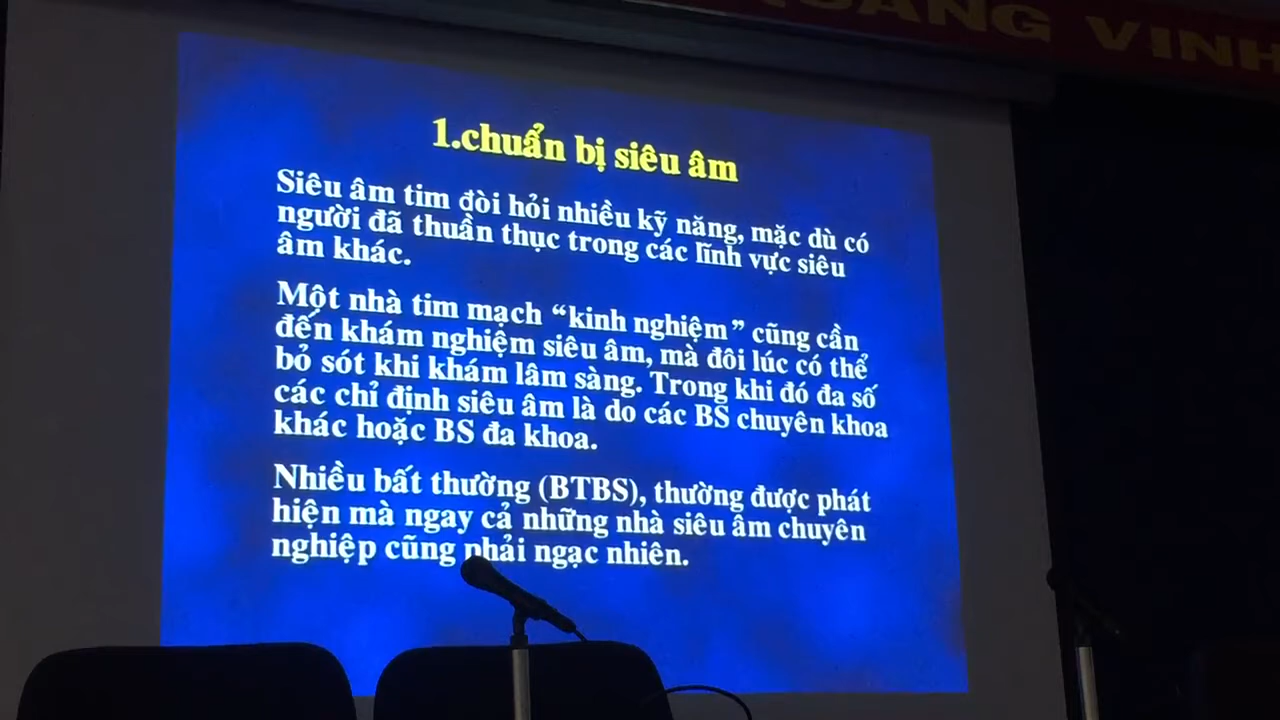 QUANG VINH
1.chuẩn bị siêu âm
Siêu âm tim đòi hỏi nhiều kỹ năng, mặc dù có
người đã thuần thục trong các lĩnh vực siêu
âm khác.
Một nhà tim mạch “kinh nghiệm” cũng cần
đến khám nghiệm siêu âm, mà đôi lúc có thể
bỏ sót khi khám lâm sàng. Trong khi đó đa số
các chỉ định siêu âm là do các BS chuyên khoa
khác hoặc BS đa khoa.
Nhiều bất thường (BTBS), thường được phát
hiện mà ngay cả những nhà siêu âm chuyên
nghiệp cũng phải ngạc nhiên.